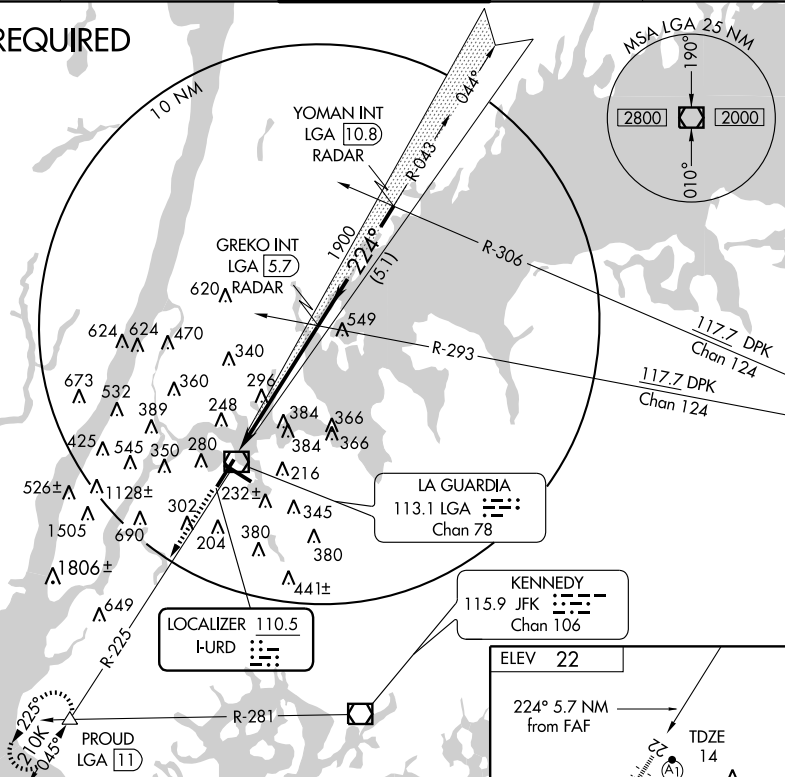 REQUIRED
10 NM
YOMAN INT
LGA 10.8
RADAR
044°
R-043
MSA LGA 25 NM
190°
2800
2000
010°
GREKO INT
LGA 5.7
RADAR
1900
224°
(5.1)
R-306
117.7 DPK
Chan 124
R-293
117.7 DPK
Chan 124
620
549
624
624
470
340
673
532
360
296
389
248
384
366
384
366
425
545
350
280
216
526±
1128±
302
232±
345
1505
690
204
380
380
1806±
441±
649
LA GUARDIA
113.1 LGA
Chan 78
KENNEDY
115.9 JFK
Chan 106
LOCALIZER 110.5
I-URD
R-225
R-281
225°
210K
045°
PROUD
LGA 11
ELEV 22
224° 5.7 NM
from FAF
22
TDZE
14
A1